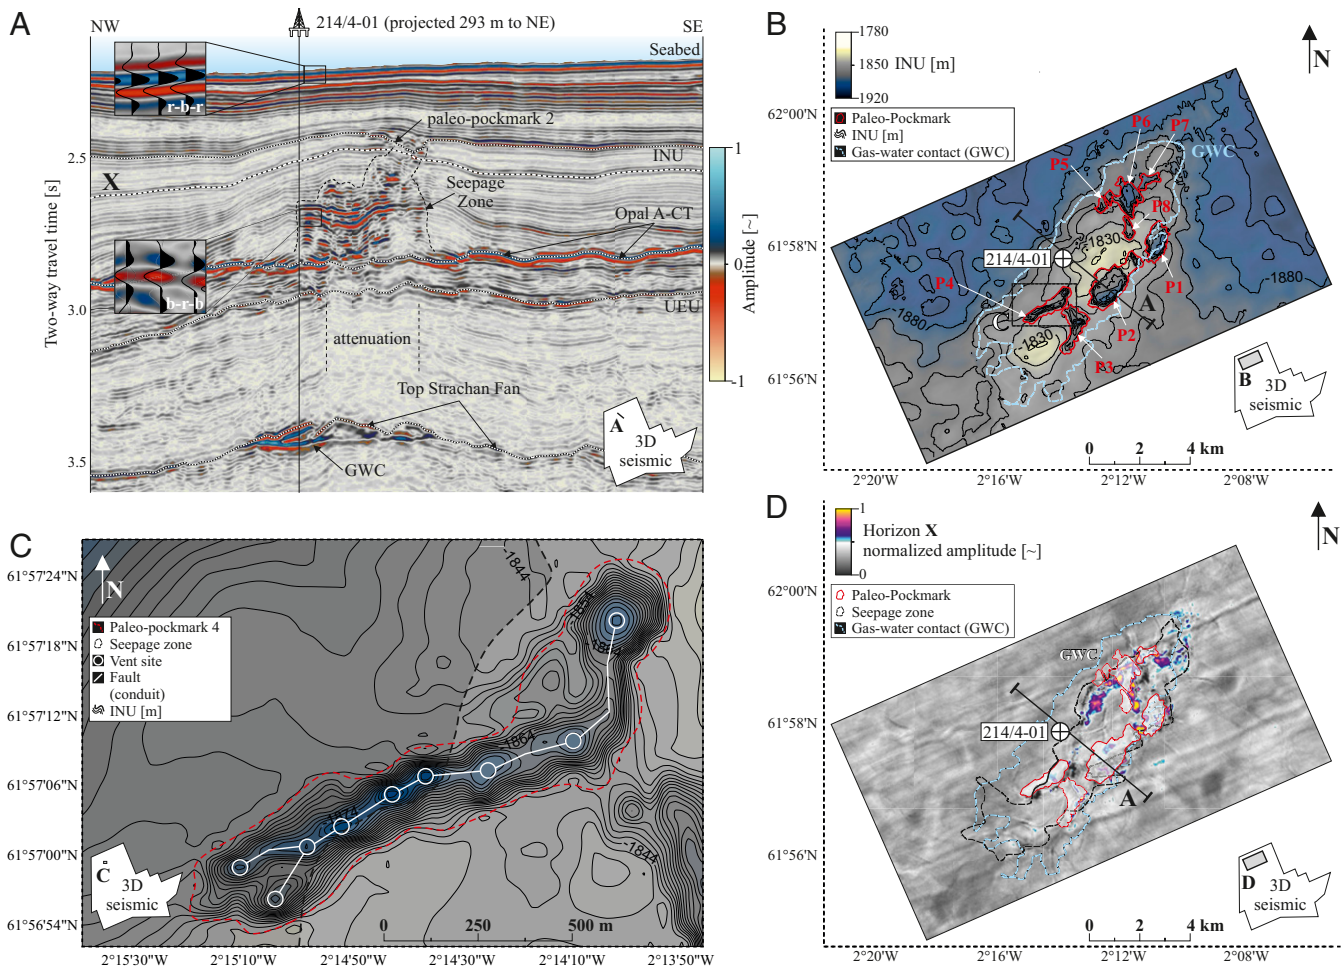 A
NW
214/4-01 (projected 293 m to NE)
SE
Seabed
r-b-r
paleo-pockmark 2
INU
2.5
X
Seepage
Zone
Opal A-CT
b-r-b
3.0
UEU
attenuation
Top Strachan Fan
GWC
3.5
Two-way travel time [s]
A
3D
seismic
1
0
-1
Amplitude [~]
B
1780
1850
1920
INU [m]
Paleo-Pockmark
INU [m]
Gas-water contact (GWC)
N
62°00'N
61°58'N
61°56'N
P6
P7
GWC
P5
P8
-1830
214/4-01
-1880
P1
P4
A
C
-1880
P2
-1830
P3
B
3D
seismic
0 2 4 km
2°20'W
2°16'W
2°12'W
2°08'W
C
61°57'24"N
61°57'18"N
61°57'12"N
61°57'06"N
61°57'00"N
61°56'54"N
N
Paleo-pockmark 4
Seepage zone
Vent site
Fault
(conduit)
INU [m]
-1844
-1854
-1864
-1864
-1874
-1844
C
3D
seismic
0 250 500 m
2°15'30"W
2°15'10"W
2°14'50"W
2°14'30"W
2°14'10"W
2°13'50"W
D
1
0
Horizon X
normalized amplitude [~]
Paleo-Pockmark
Seepage zone
Gas-water contact (GWC)
N
62°00'N
61°58'N
61°56'N
GWC
214/4-01
A
D
3D
seismic
0 2 4 km
2°20'W
2°16'W
2°12'W
2°08'W